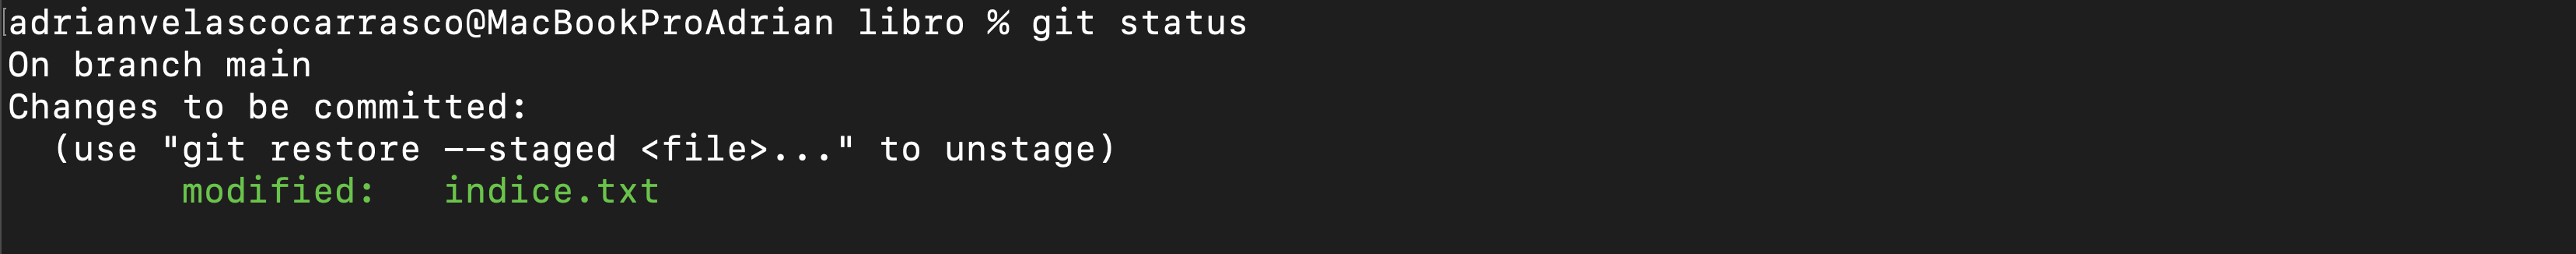 [adrianvelascocarrasco@MacBookProAdrian libro % git status
On branch main
Changes to be committed:
  (use "git restore --staged <file>..." to unstage)
        modified:   indice.txt